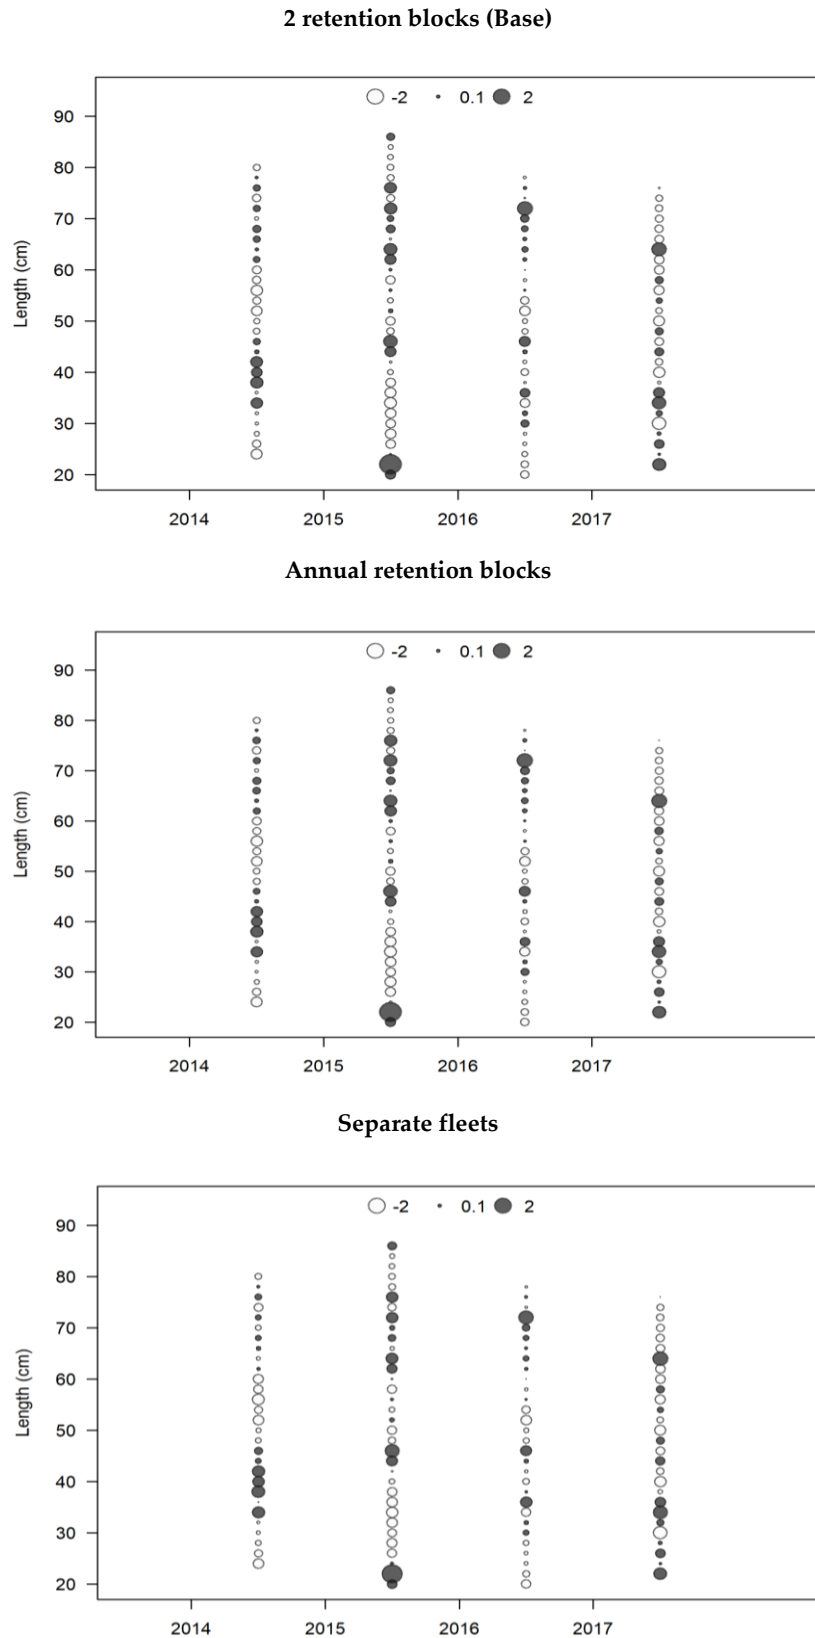 2 retention blocks (Base)
-2 0.1 2
90
80
70
60
50
40
30
20
Length (cm)
2014 2015 2016 2017
Annual retention blocks
-2 0.1 2
90
80
70
60
50
40
30
20
Length (cm)
2014 2015 2016 2017
Separate fleets
-2 0.1 2
90
80
70
60
50
40
30
20
Length (cm)
2014 2015 2016 2017